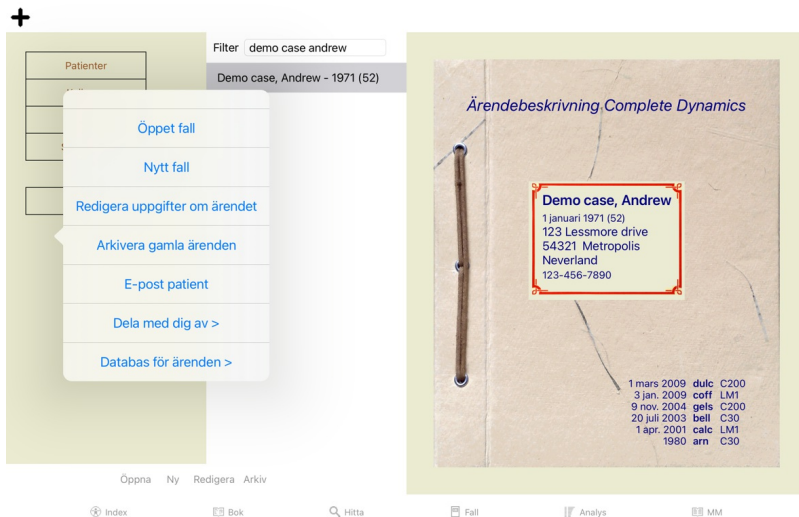 Filter demo case andrew
Patienter
Demo case, Andrew - 1971 (52)
Öppet fall
Nytt fall
Redigera uppgifter om ärendet
Arkivera gamla ärenden
E-post patient
Dela med dig av >
Databas för ärenden >
Öppna Ny Redigera Arkiv
Ärendebeskrivning Complete Dynamics
Demo case, Andrew
1 januari 1971 (52)
123 Lessmore drive
54321 Metropolis
Neverland
123-456-7890
1 mars 2009 dulc C200
3 jan. 2009 coff LM1
9 nov. 2004 gels C200
20 juli 2003 bell C30
1 apr. 2001 calc LM1
1980 arn C30
Index Bok Hitta Fall Analys MM